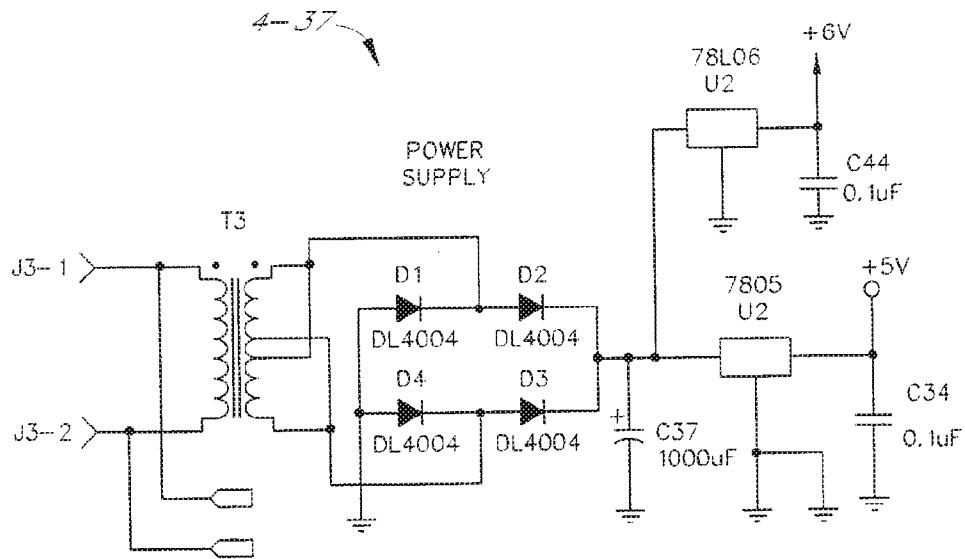 4-37
+6V
78L06
U2
POWER
SUPPLY
C44
0.1uF
T3
J3-1
D1
D2
+5V
7805
U2
DL4004
DL4004
D4
D3
C34
J3-2
+
DL4004
DL4004
C37
1000uF
0.1uF